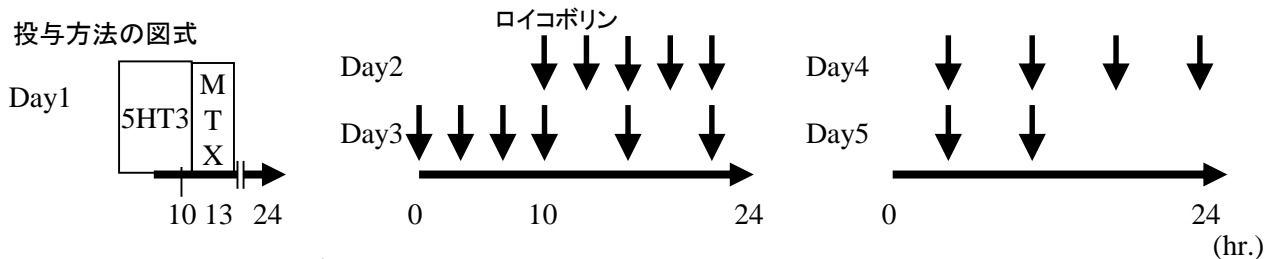 投与方法の図式
Day1
5HT3
M
T
X
10 13 24
ロイコボリン
Day2
Day3
0 10 24
Day4
Day5
0 24
(hr.)